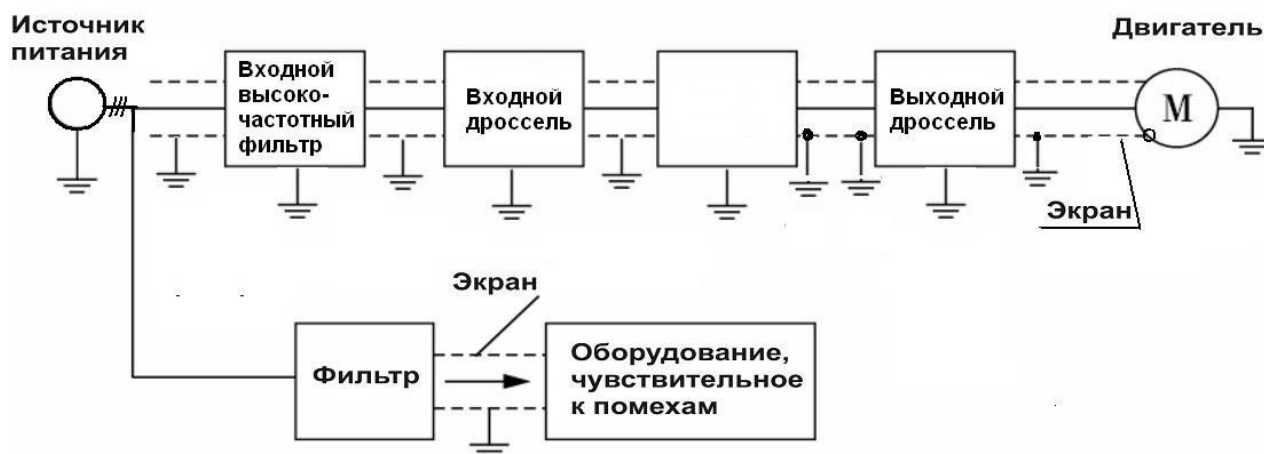 Источник
питания
Двигатель
Входной
высоко-
частотный
фильтр
Входной
дроссель
Выходной
дроссель
M
Экран
Экран
Фильтр
Оборудование,
чувствительное
к помехам